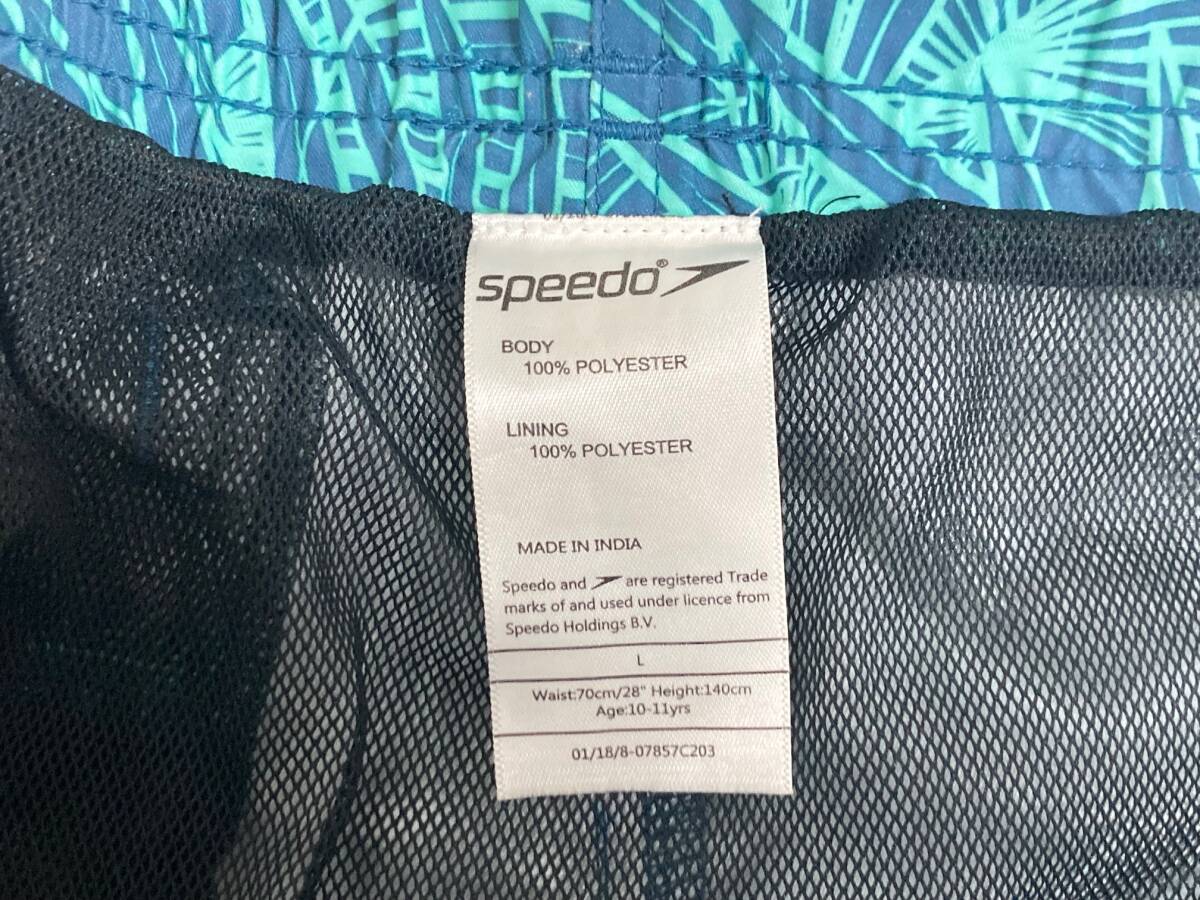 speedo®
BODY
100% POLYESTER
LINING
100% POLYESTER
MADE IN INDIA
Speedo and are registered Trade
marks of and used under licence from
Speedo Holdings B.V.
L
Waist:70cm/28" Height:140cm
Age:10-11yrs
01/18/8-07857C203